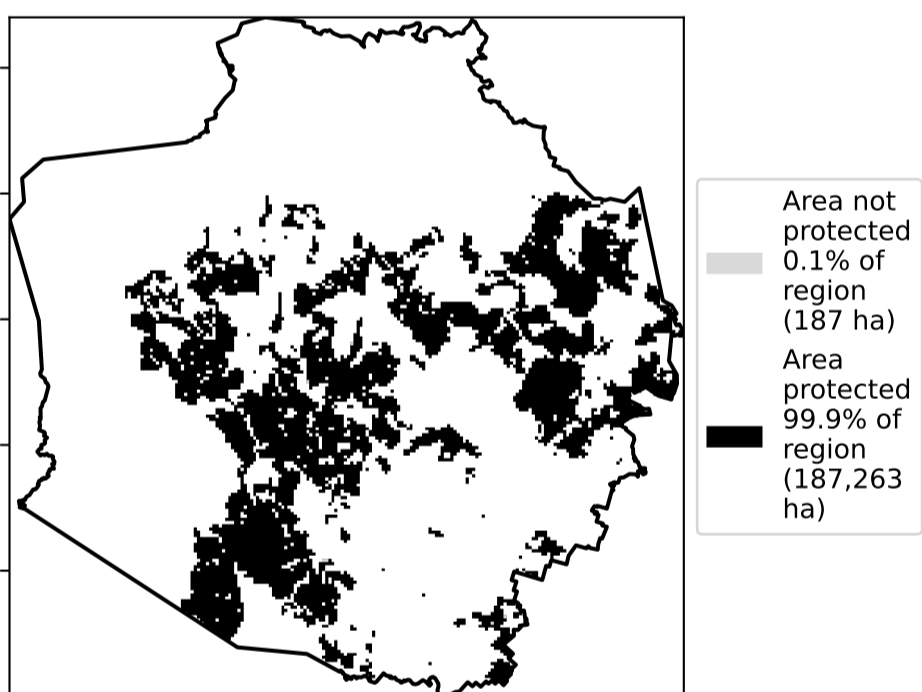 Area not
protected
0.1% of
region
(187 ha)
Area
protected
99.9% of
region
(187,263
ha)